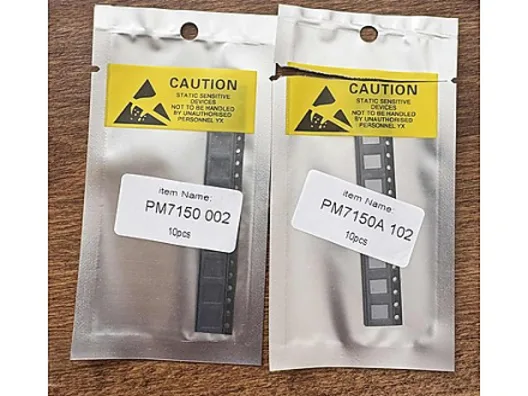 CAUTION
STATIC SENSITIVE
DEVICES
NOT TO BE HANDLED
BY UNAUTHORISED
PERSONNEL YX
Item Name:
PM7150 002
10pcs
CAUTION
STATIC SENSITIVE
DEVICES
NOT TO BE HANDLED
BY UNAUTHORISED
PERSONNEL YX
Item Name:
PM7150A 102
10pcs